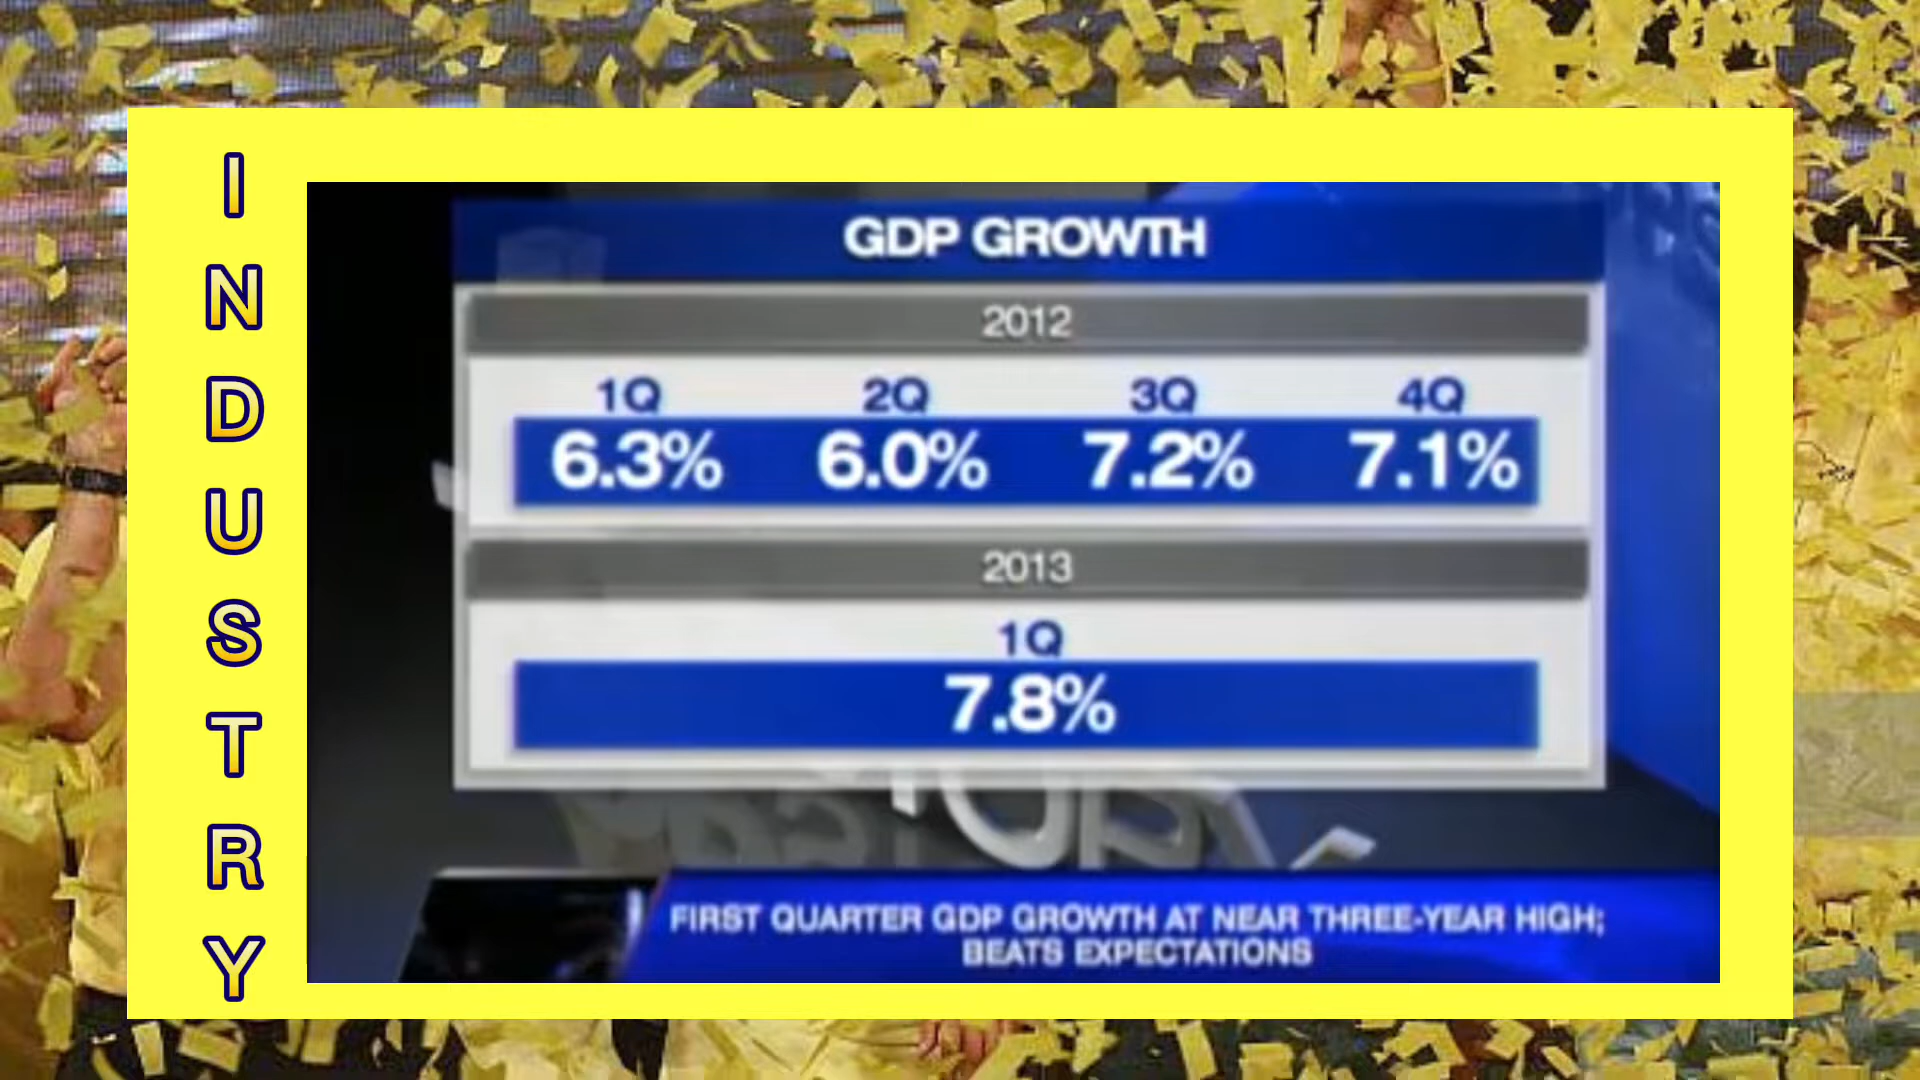 INDUSTRY
GDP GROWTH
2012
1Q 2Q 3Q 4Q
6.3% 6.0% 7.2% 7.1%
2013
1Q
7.8%
FIRST QUARTER GDP GROWTH AT NEAR THREE-YEAR HIGH;
BEATS EXPECTATIONS